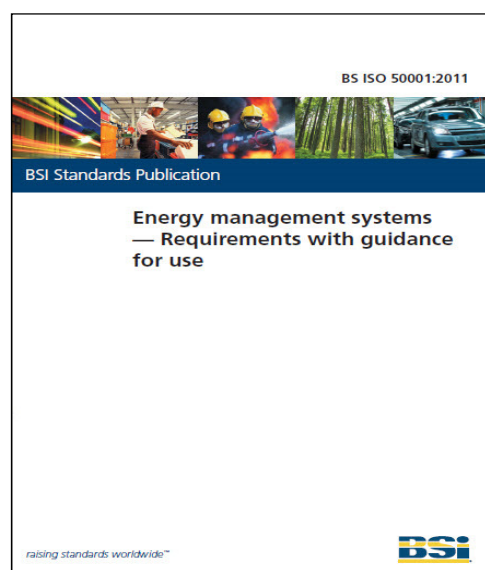 BS ISO 50001:2011
BSI Standards Publication
Energy management systems
— Requirements with guidance
for use
raising standards worldwide™
BSi